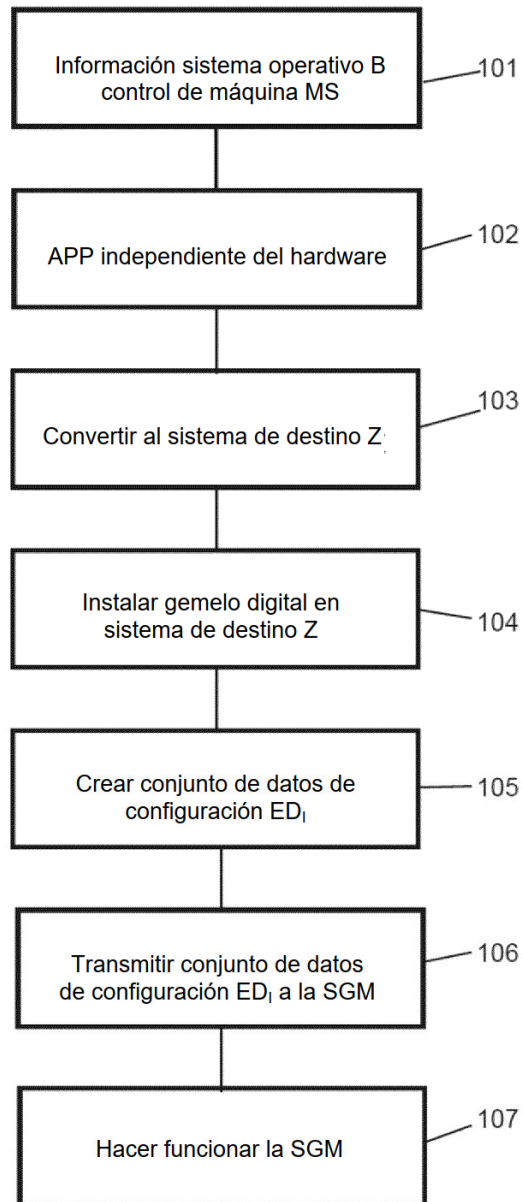 Información sistema operativo B
control de máquina MS
101
APP independiente del hardware
102
Convertir al sistema de destino Z
103
Instalar gemelo digital en
sistema de destino Z
104
Crear conjunto de datos de
configuración EDI
105
Transmitir conjunto de datos
de configuración EDI a la SGM
106
Hacer funcionar la SGM
107